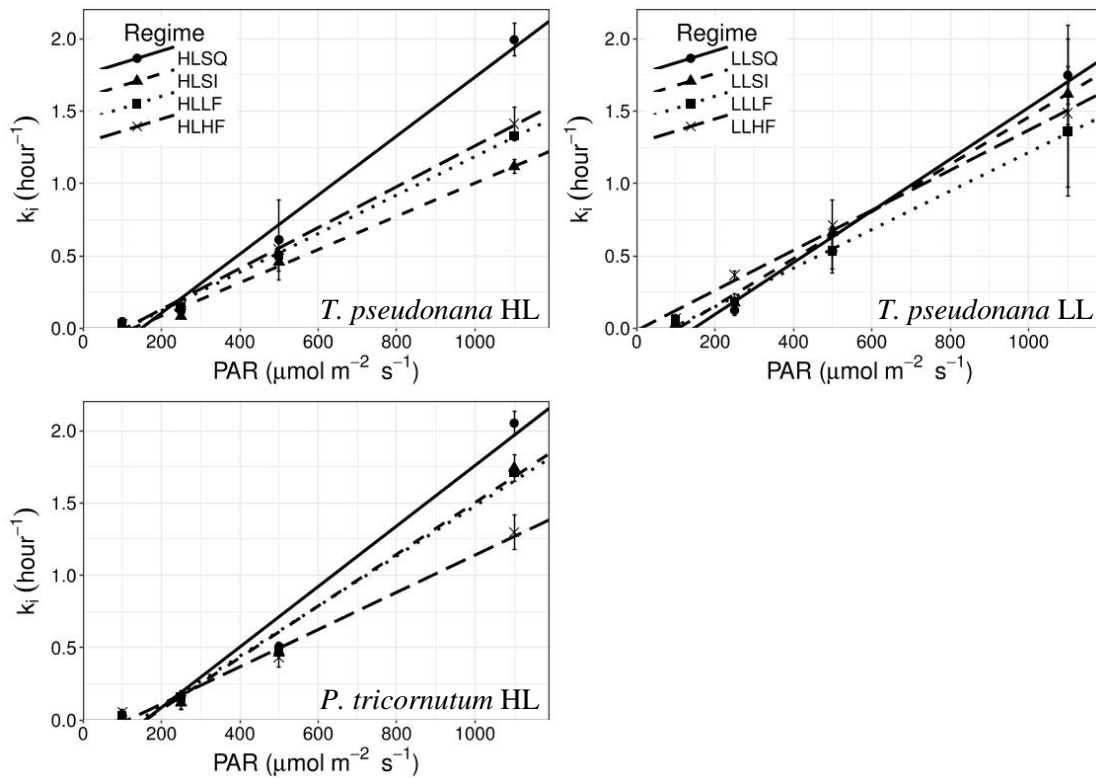 Regime
HLSQ
HLSI
HLLF
HLHF
2.0
1.5
1.0
0.5
0.0
kᵢ (hour⁻¹)
T. pseudonana HL
0 200 400 600 800 1000
PAR (μmol m⁻² s⁻¹)
Regime
LLSQ
LLSI
LLLF
LLHF
2.0
1.5
1.0
0.5
0.0
kᵢ (hour⁻¹)
T. pseudonana LL
0 200 400 600 800 1000
PAR (μmol m⁻² s⁻¹)
2.0
1.5
1.0
0.5
0.0
kᵢ (hour⁻¹)
P. tricornutum HL
0 200 400 600 800 1000
PAR (μmol m⁻² s⁻¹)